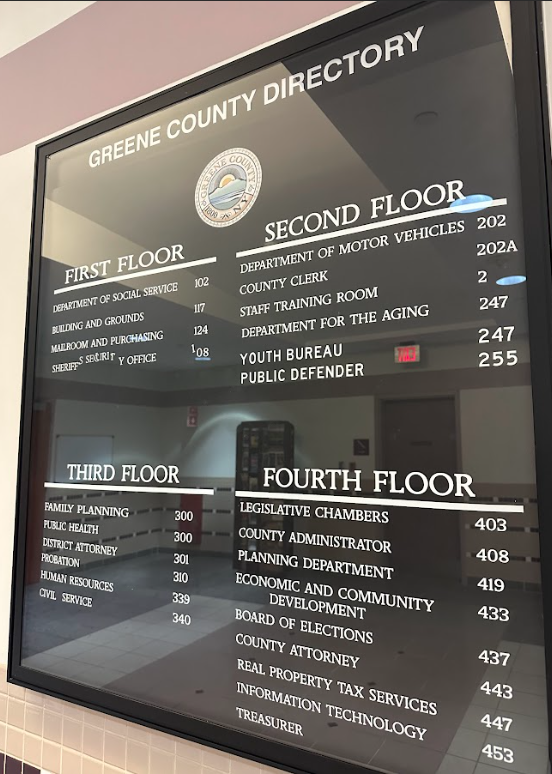 GREENE COUNTY DIRECTORY
GREENE COUNTY
1800 N.Y.
FIRST FLOOR
DEPARTMENT OF SOCIAL SERVICE 102
BUILDING AND GROUNDS 117
MAILROOM AND PURCHASING 124
SHERIFF'S SECURIT Y OFFICE 108
SECOND FLOOR
DEPARTMENT OF MOTOR VEHICLES 202
COUNTY CLERK 202A
STAFF TRAINING ROOM 2
DEPARTMENT FOR THE AGING 247
YOUTH BUREAU 247
PUBLIC DEFENDER 255
THIRD FLOOR
FAMILY PLANNING 300
PUBLIC HEALTH 300
DISTRICT ATTORNEY 301
PROBATION 310
HUMAN RESOURCES 339
CIVIL SERVICE 340
FOURTH FLOOR
LEGISLATIVE CHAMBERS 403
COUNTY ADMINISTRATOR 408
PLANNING DEPARTMENT 419
ECONOMIC AND COMMUNITY
DEVELOPMENT 433
BOARD OF ELECTIONS 437
COUNTY ATTORNEY 443
REAL PROPERTY TAX SERVICES 447
INFORMATION TECHNOLOGY 453
TREASURER